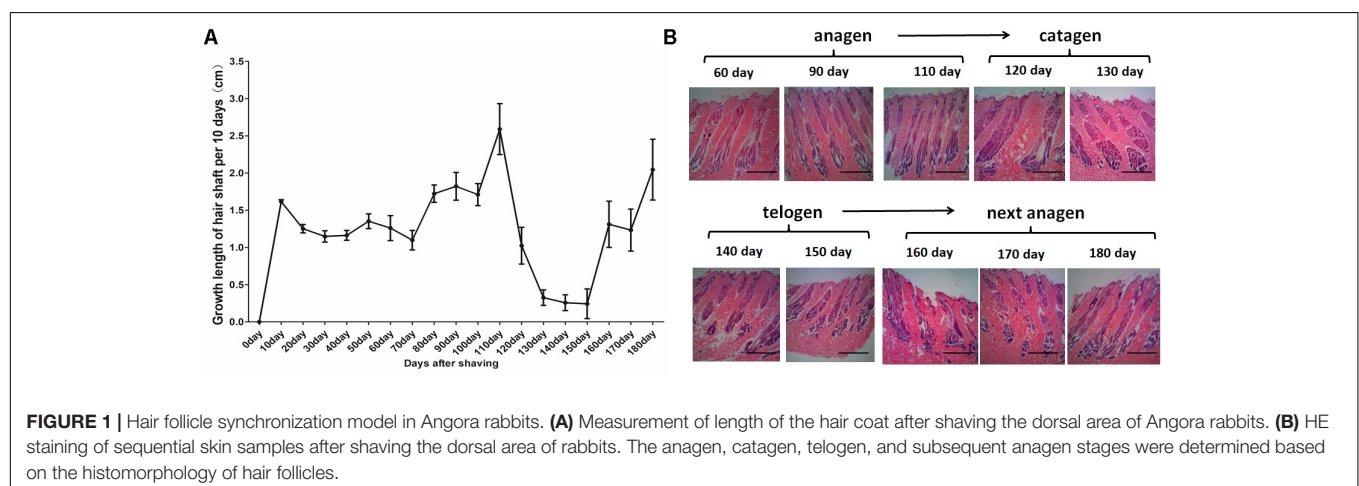 A
Growth length of hair shaft per 10 days（cm）
3.5
3.0
2.5
2.0
1.5
1.0
0.5
0.0
0day
10day
20day
30day
40day
50day
60day
70day
80day
90day
100day
110day
120day
130day
140day
150day
160day
170day
180day
Days after shaving
B
anagen catagen
60 day 90 day 110 day 120 day 130 day
telogen next anagen
140 day 150 day 160 day 170 day 180 day
FIGURE 1 | Hair follicle synchronization model in Angora rabbits. (A) Measurement of length of the hair coat after shaving the dorsal area of Angora rabbits. (B) HE
staining of sequential skin samples after shaving the dorsal area of rabbits. The anagen, catagen, telogen, and subsequent anagen stages were determined based
on the histomorphology of hair follicles.